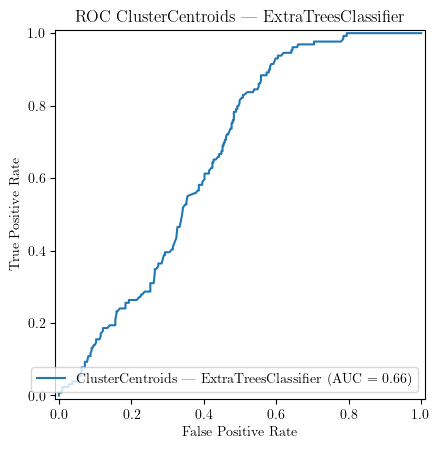 ROC ClusterCentroids — ExtraTreesClassifier
1.0
0.8
0.6
0.4
0.2
0.0
True Positive Rate
ClusterCentroids — ExtraTreesClassifier (AUC = 0.66)
0.0 0.2 0.4 0.6 0.8 1.0
False Positive Rate